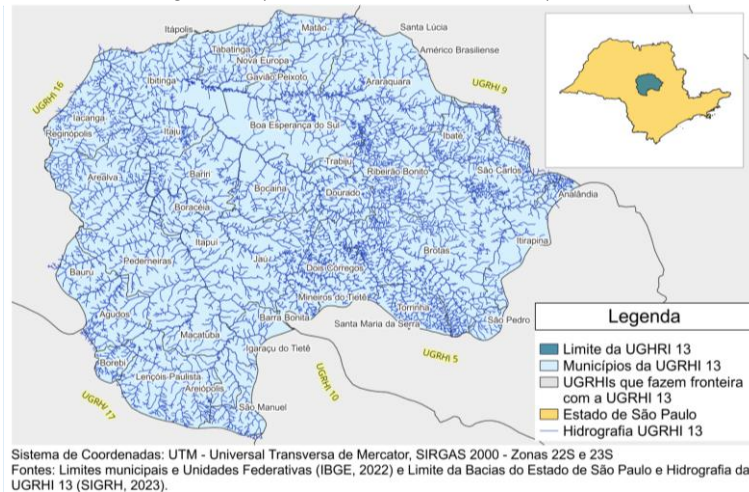 Itápolis
Matão
Santa Lúcia
Tabatinga
Nova Europa
Gavião Peixoto
Américo Brasiliense
Ibitinga
Araraquara
UGRHI 16
UGRHI 9
Iacanga
Reginópolis
Itaju
Boa Esperança do Sul
Ibaté
Trabiju
Ribeirão Bonito
São Carlos
Arealva
Bariri
Bocaina
Dourado
Analândia
Boracéia
Itapuí
Brotas
Itirapina
Pederneiras
Jaú
Bauru
Dois Córregos
Mineiros do Tietê
Torrinha
Agudos
Barra Bonita
Santa Maria da Serra
São Pedro
Macatuba
Igaraçu do Tietê
UGRHI 5
Borebi
Lençóis-Paulista
Areiópolis
UGRHI 10
UGRHI 17
São Manuel
Legenda
Limite da UGHRI 13
Municípios da UGRHI 13
UGRHIs que fazem fronteira
com a UGRHI 13
Estado de São Paulo
Hidrografia UGRHI 13
Sistema de Coordenadas: UTM - Universal Transversa de Mercator, SIRGAS 2000 - Zonas 22S e 23S
Fontes: Limites municipais e Unidades Federativas (IBGE, 2022) e Limite da Bacias do Estado de São Paulo e Hidrografia da
UGRHI 13 (SIGRH, 2023).